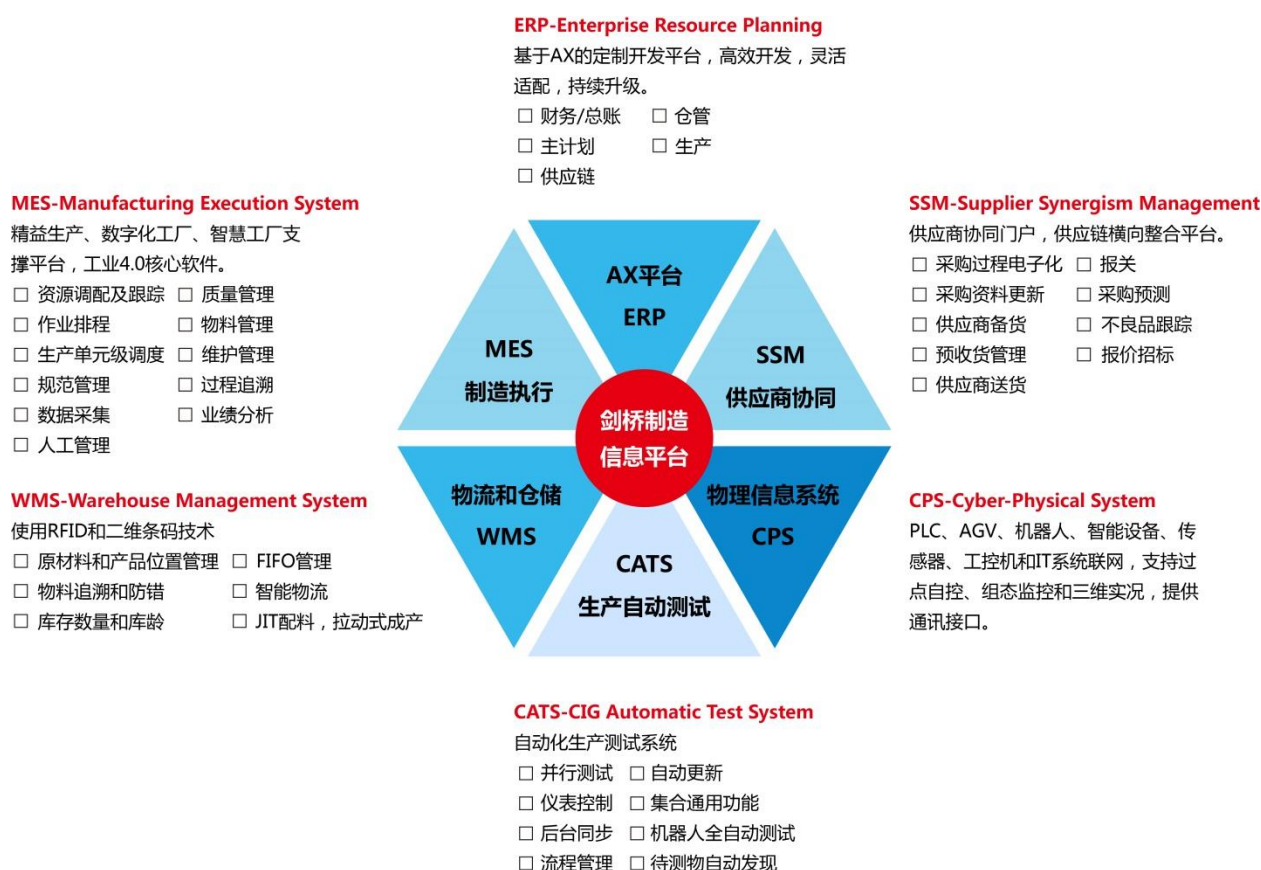 ERP-Enterprise Resource Planning
基于AX的定制开发平台，高效开发，灵活
适配，持续升级。
□ 财务/总账 □ 仓管
□ 主计划 □ 生产
□ 供应链
MES-Manufacturing Execution System
精益生产、数字化工厂、智慧工厂支
撑平台，工业4.0核心软件。
□ 资源调配及跟踪 □ 质量管理
□ 作业排程 □ 物料管理
□ 生产单元级调度 □ 维护管理
□ 规范管理 □ 过程追溯
□ 数据采集 □ 业绩分析
□ 人工管理
SSM-Supplier Synergism Management
供应商协同门户，供应链横向整合平台。
□ 采购过程电子化 □ 报关
□ 采购资料更新 □ 采购预测
□ 供应商备货 □ 不良品跟踪
□ 预收货管理 □ 报价招标
□ 供应商送货
AX平台
ERP
MES
制造执行
SSM
供应商协同
剑桥制造
信息平台
物流和仓储
WMS
物理信息系统
CPS
CATS
生产自动测试
WMS-Warehouse Management System
使用RFID和二维条码技术
□ 原材料和产品位置管理 □ FIFO管理
□ 物料追溯和防错 □ 智能物流
□ 库存数量和库龄 □ JIT配料，拉动式成产
CPS-Cyber-Physical System
PLC、AGV、机器人、智能设备、传
感器、工控机和IT系统联网，支持过
点自控、组态监控和三维实况，提供
通讯接口。
CATS-CIG Automatic Test System
自动化生产测试系统
□ 并行测试 □ 自动更新
□ 仪表控制 □ 集合通用功能
□ 后台同步 □ 机器人全自动测试
□ 流程管理 □ 待测物自动发现